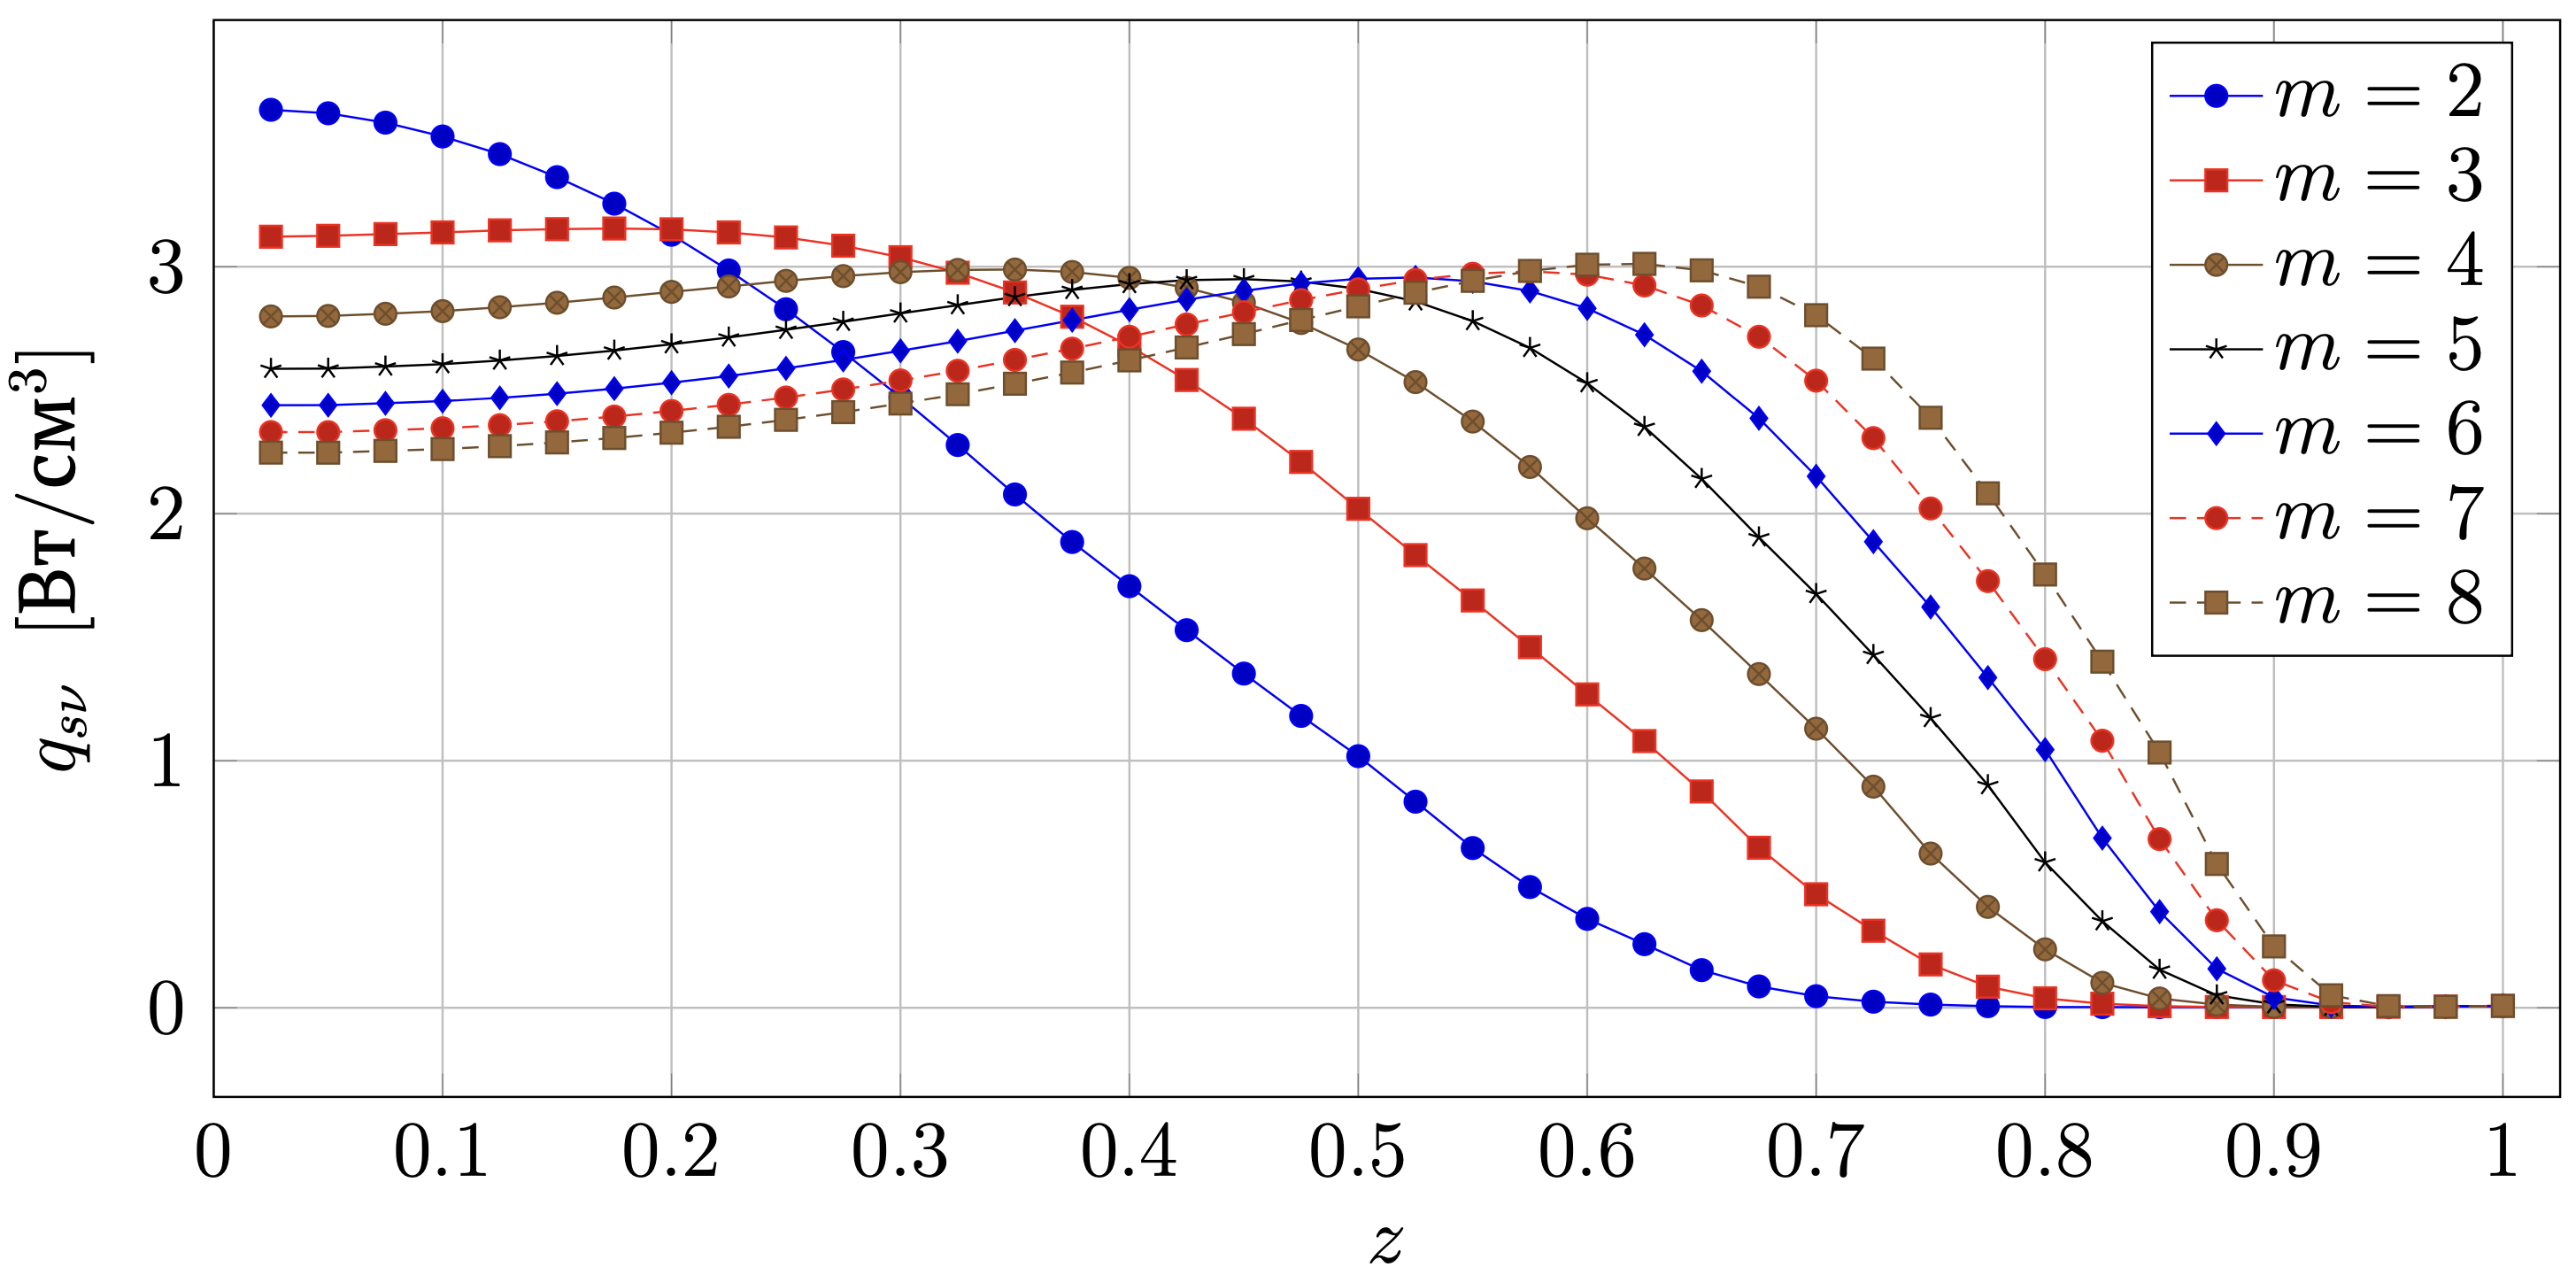 q_{sν} [Вт/см³]
3
2
1
0
0 0.1 0.2 0.3 0.4 0.5 0.6 0.7 0.8 0.9 1
z
m = 2
m = 3
m = 4
m = 5
m = 6
m = 7
m = 8